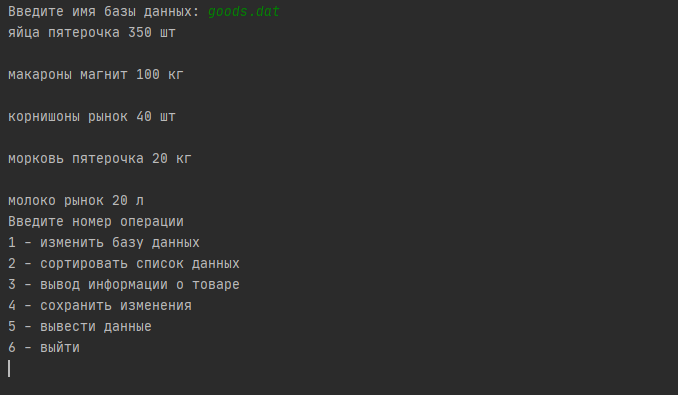 Введите имя базы данных: goods.dat
яйца пятерочка 350 шт
макароны магнит 100 кг
корнишоны рынок 40 шт
морковь пятерочка 20 кг
молоко рынок 20 л
Введите номер операции
1 - изменить базу данных
2 - сортировать список данных
3 - вывод информации о товаре
4 - сохранить изменения
5 - вывести данные
6 - выйти